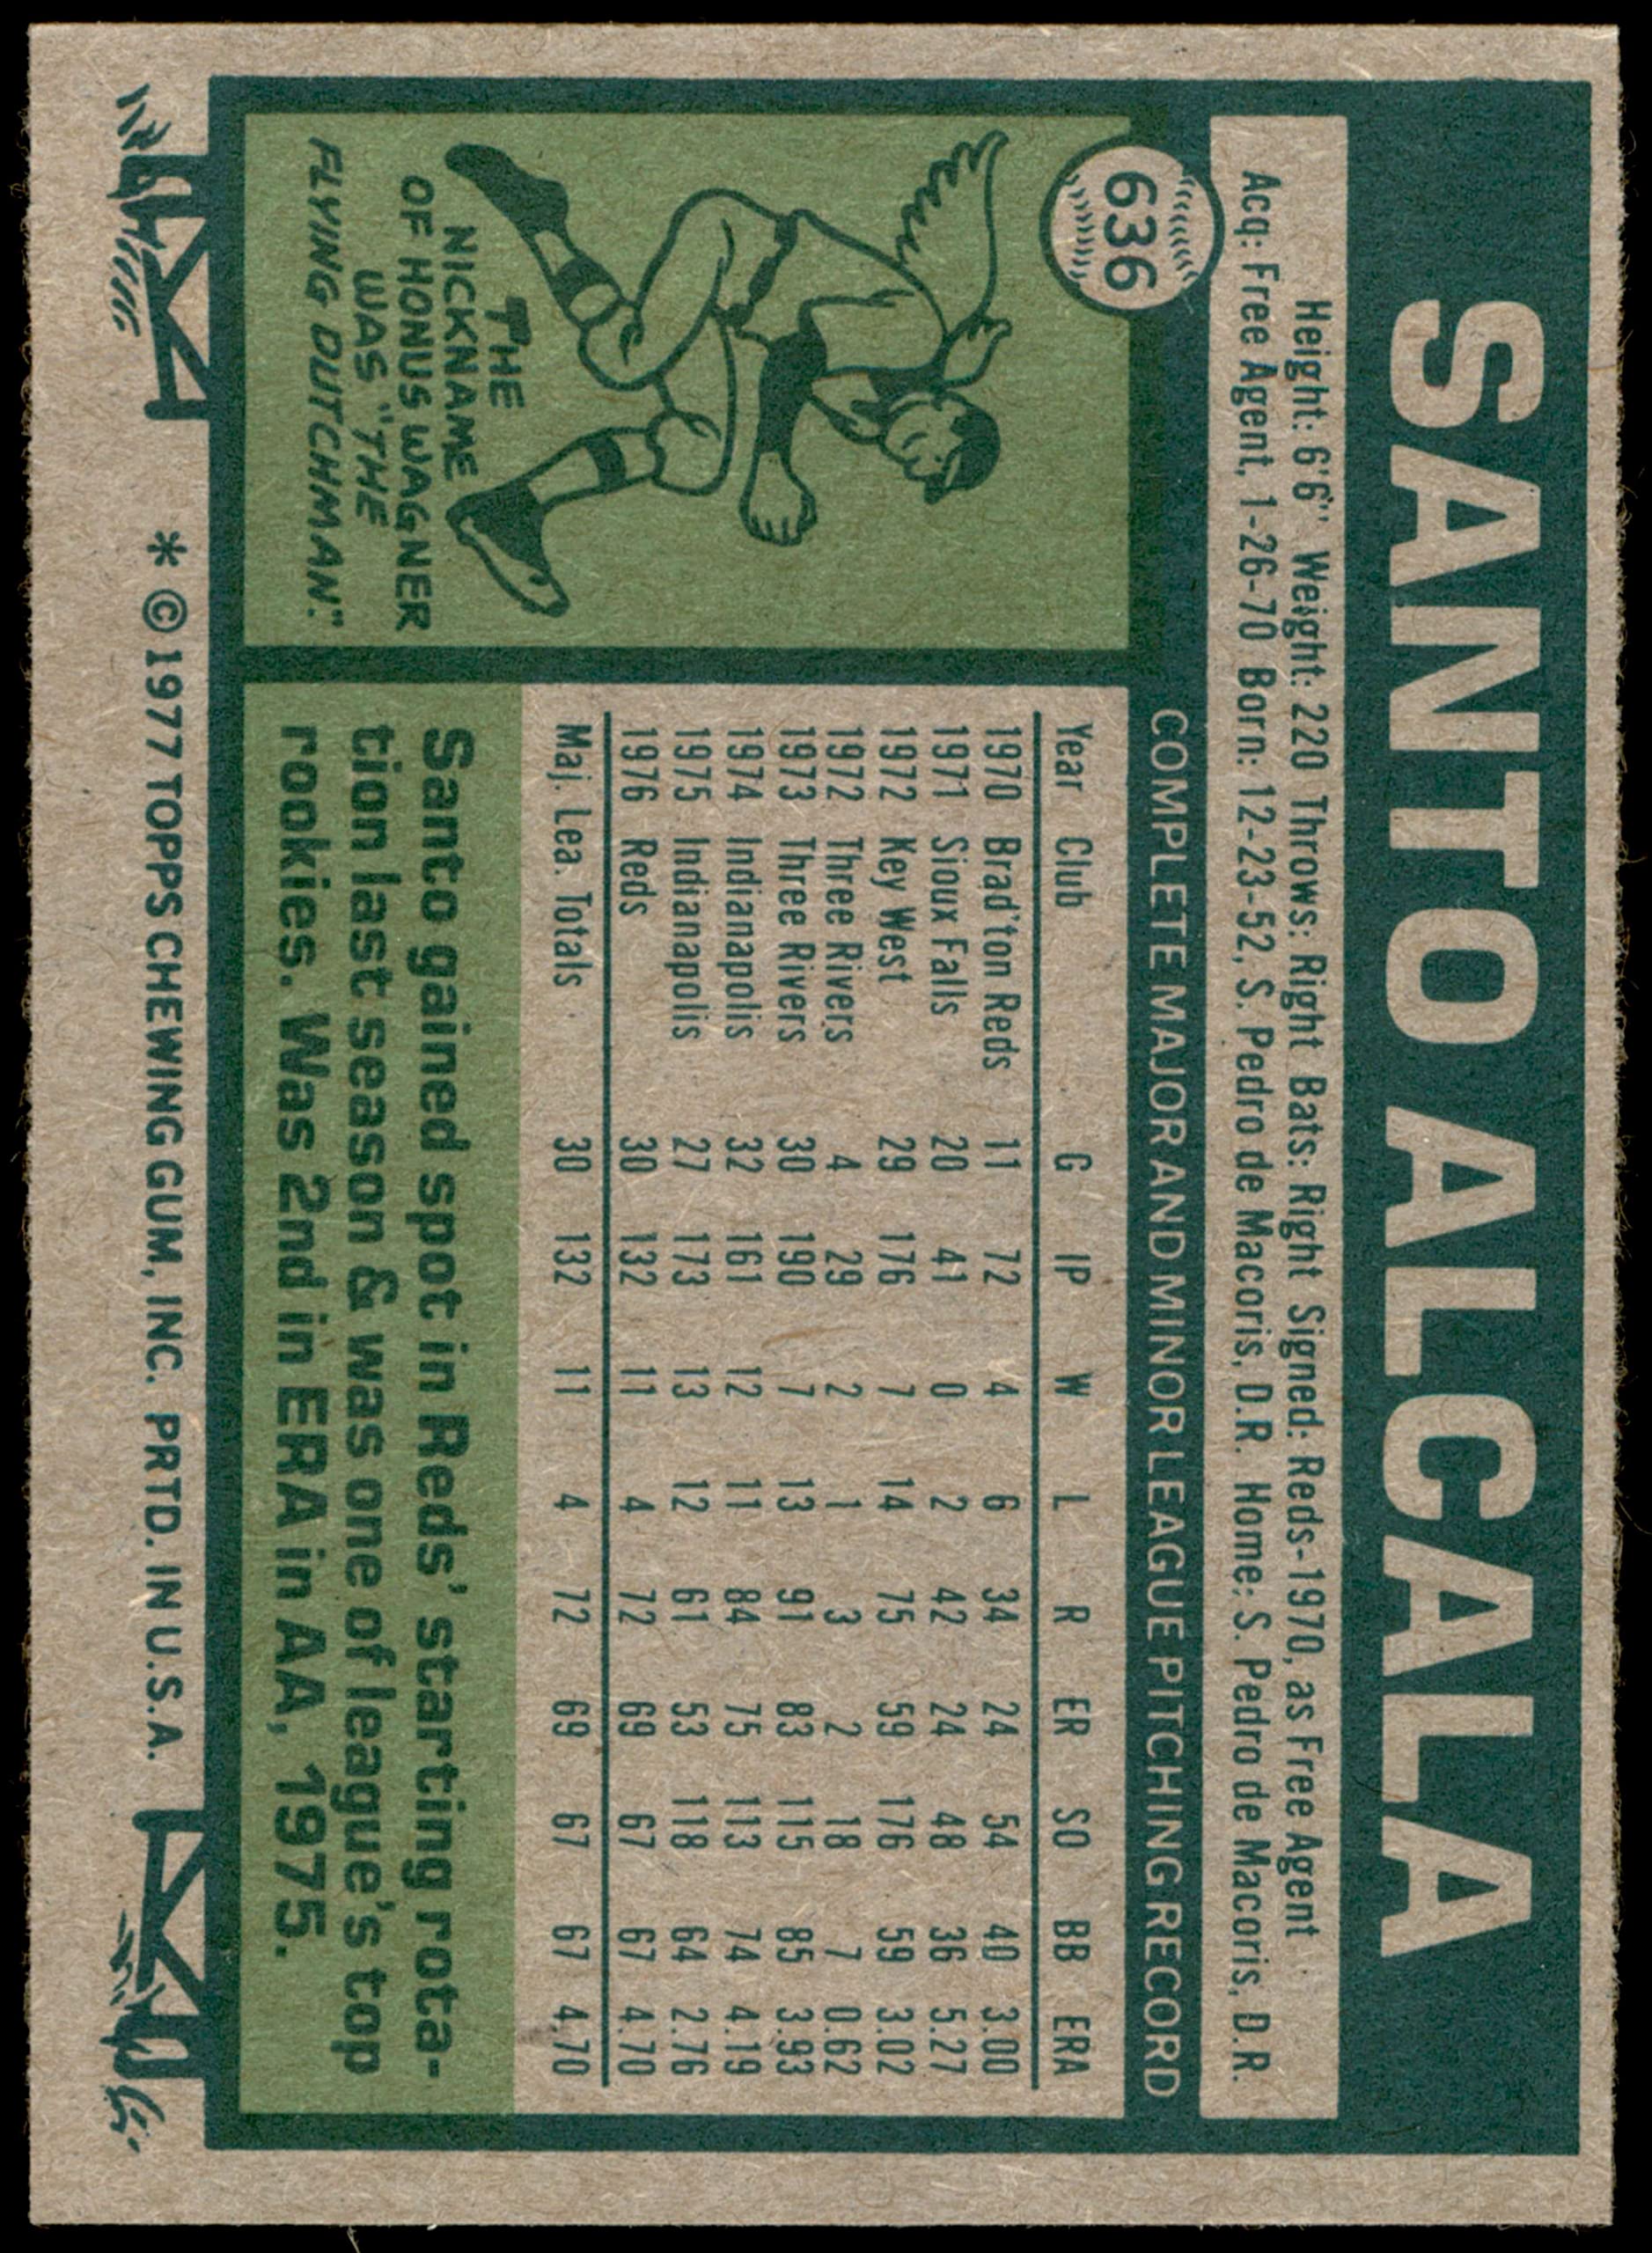 SANTO ALCALA
Height: 6'6" Weight: 220 Throws: Right Bats: Right Signed: Reds-1970, as Free Agent
Acq: Free Agent, 1-26-70 Born: 12-23-52, S. Pedro de Macoris, D.R. Home: S. Pedro de Macoris, D.R.
636
COMPLETE MAJOR AND MINOR LEAGUE PITCHING RECORD
Year Club G IP W L R ER SO BB ERA
1970 Brad'ton Reds 11 72 4 6 34 24 54 40 3.00
1971 Sioux Falls 20 41 0 2 42 24 48 36 5.27
1972 Key West 29 176 7 14 75 59 176 59 3.02
1972 Three Rivers 4 29 2 1 3 2 18 7 0.62
1973 Three Rivers 30 190 7 13 91 83 115 85 3.93
1974 Indianapolis 32 161 12 11 84 75 113 74 4.19
1975 Indianapolis 27 173 13 12 61 53 118 64 2.76
1976 Reds 30 132 11 4 72 69 67 67 4.70
Maj. Lea. Totals 30 132 11 4 72 69 67 67 4.70
THE
NICKNAME
OF HONUS WAGNER
WAS "THE
FLYING DUTCHMAN."
Santo gained spot in Reds' starting rota-
tion last season & was one of league's top
rookies. Was 2nd in ERA in AA, 1975.
* © 1977 TOPPS CHEWING GUM, INC. PRTD. IN U.S.A.